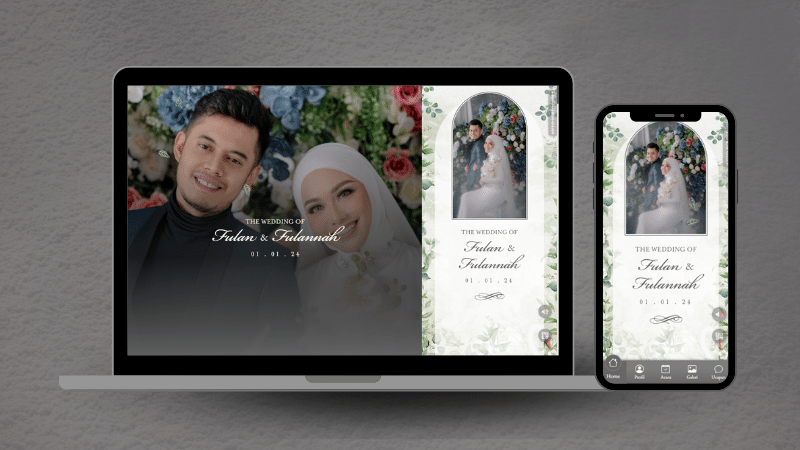 THE WEDDING OF
Fulan & Fulannah
01 . 01 . 24
THE WEDDING OF
Fulan &
Fulannah
01 . 01 . 24
THE WEDDING OF
Fulan &
Fulannah
01 . 01 . 24
Home Profil Acara Galeri Ucapan